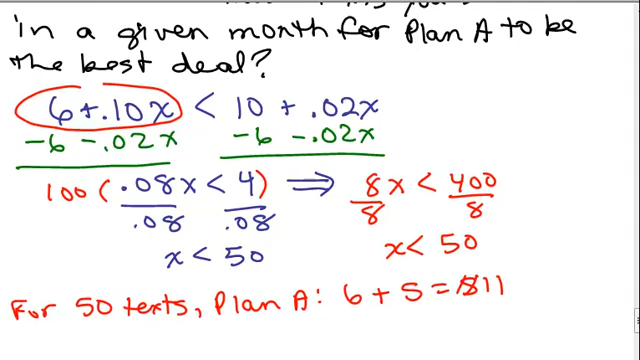 in a given month for Plan A to be
the best deal?
6 + .10x < 10 + .02x
-6 - .02x -6 - .02x
100 ( .08x < 4 ) ⟹ 8x < 400
.08 .08 8 8
x < 50 x < 50
For 50 texts, Plan A: 6 + 5 = 11